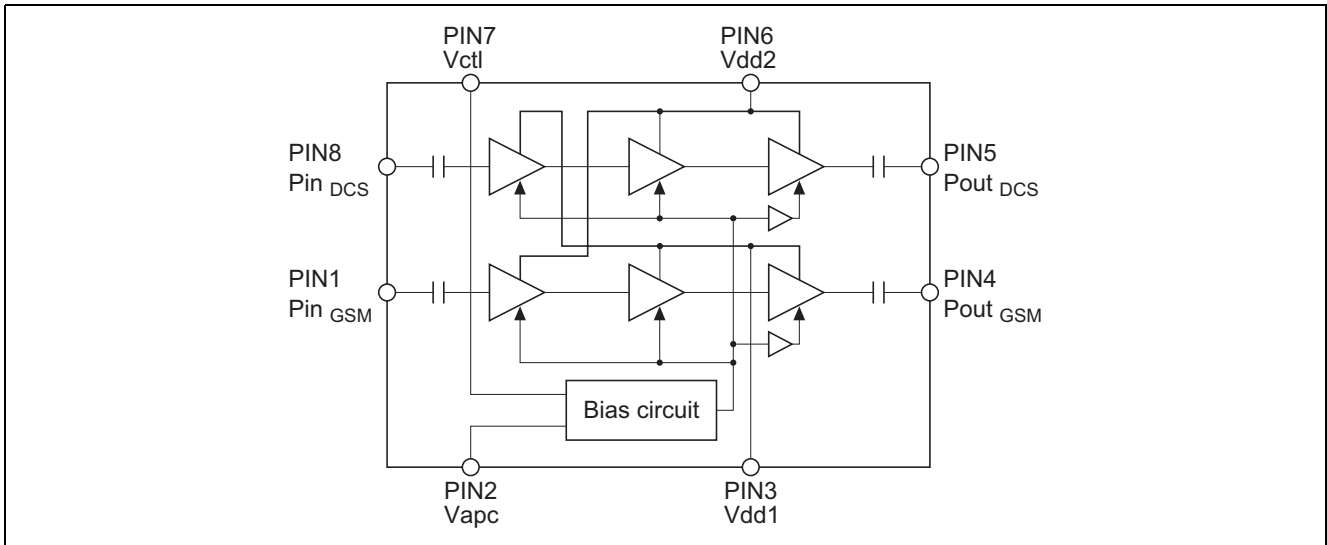 PIN7
Vctl
PIN6
Vdd2
PIN8
Pin DCS
PIN5
Pout DCS
PIN1
Pin GSM
PIN4
Pout GSM
Bias circuit
PIN2
Vapc
PIN3
Vdd1